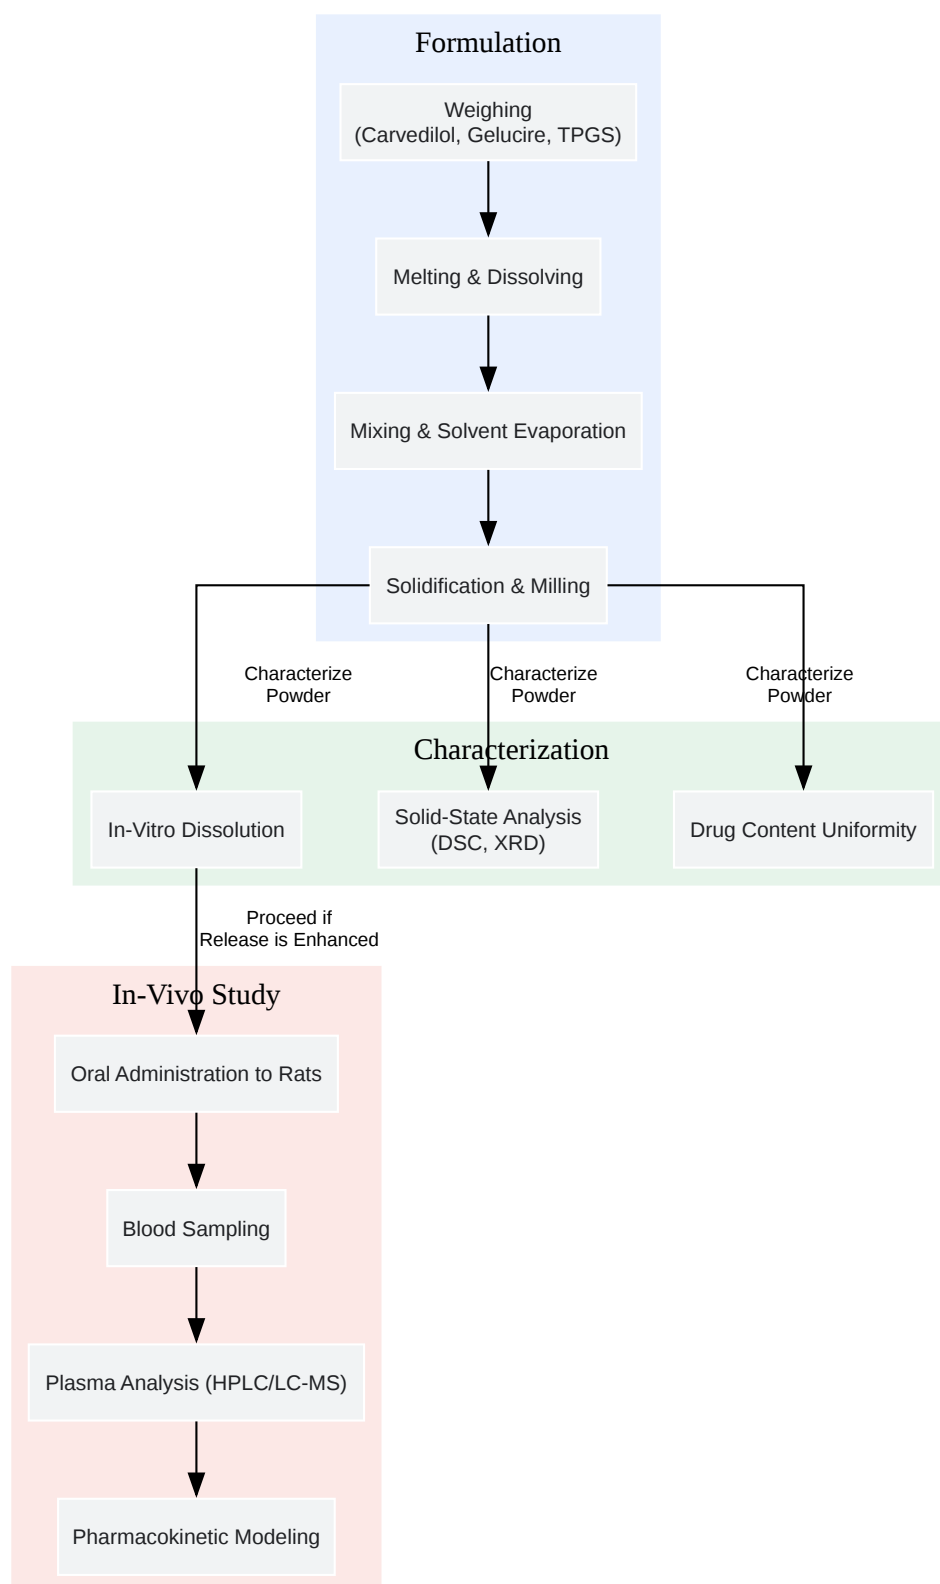 Formulation
Weighing
(Carvedilol, Gelucire, TPGS)
Melting & Dissolving
Mixing & Solvent Evaporation
Solidification & Milling
Characterize
Powder
Characterize
Powder
Characterize
Powder
Characterization
In-Vitro Dissolution
Solid-State Analysis
(DSC, XRD)
Drug Content Uniformity
Proceed if
Release is Enhanced
In-Vivo Study
Oral Administration to Rats
Blood Sampling
Plasma Analysis (HPLC/LC-MS)
Pharmacokinetic Modeling